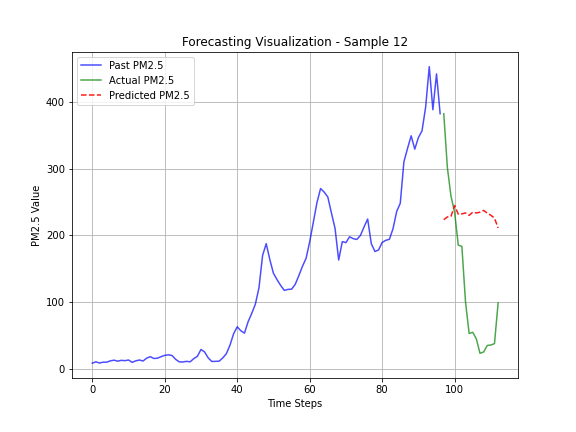 Forecasting Visualization - Sample 12
Past PM2.5
Actual PM2.5
Predicted PM2.5
PM2.5 Value
400
300
200
100
0
0 20 40 60 80 100
Time Steps